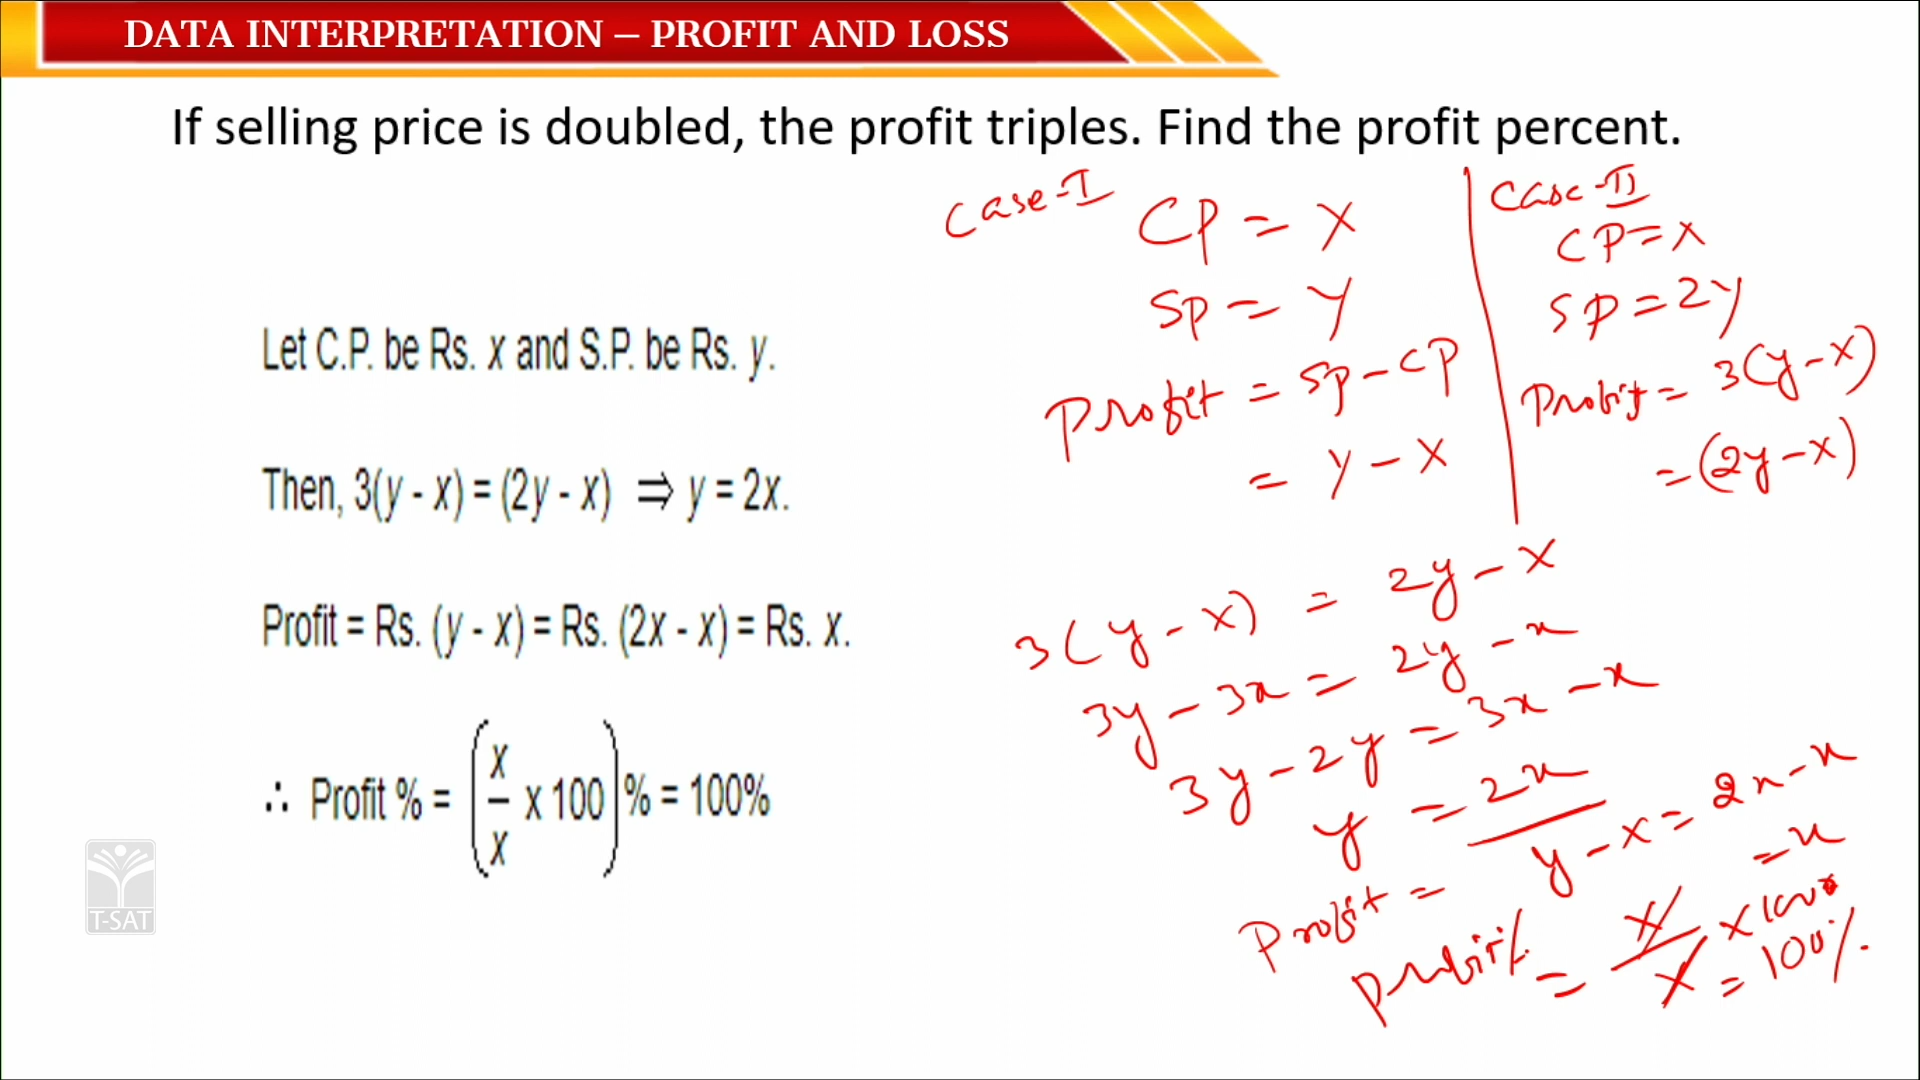 DATA INTERPRETATION – PROFIT AND LOSS
If selling price is doubled, the profit triples. Find the profit percent.
Let C.P. be Rs. x and S.P. be Rs. y.
Then, 3(y - x) = (2y - x) ⇒ y = 2x.
Profit = Rs. (y - x) = Rs. (2x - x) = Rs. x.
∴ Profit % = (x/x x 100)% = 100%
T-SAT
Case-I
CP = X
SP = Y
Profit = SP - CP
= Y - X
Case-II
CP = X
SP = 2Y
Profit = 3(y-x)
= (2y-x)
3(y-x) = 2y-x
3y-3x = 2y-x
3y-2y = 3x-x
y = 2x
Profit = y-x = 2x-x
= x
Profit% = x/x × 100
= 100%.